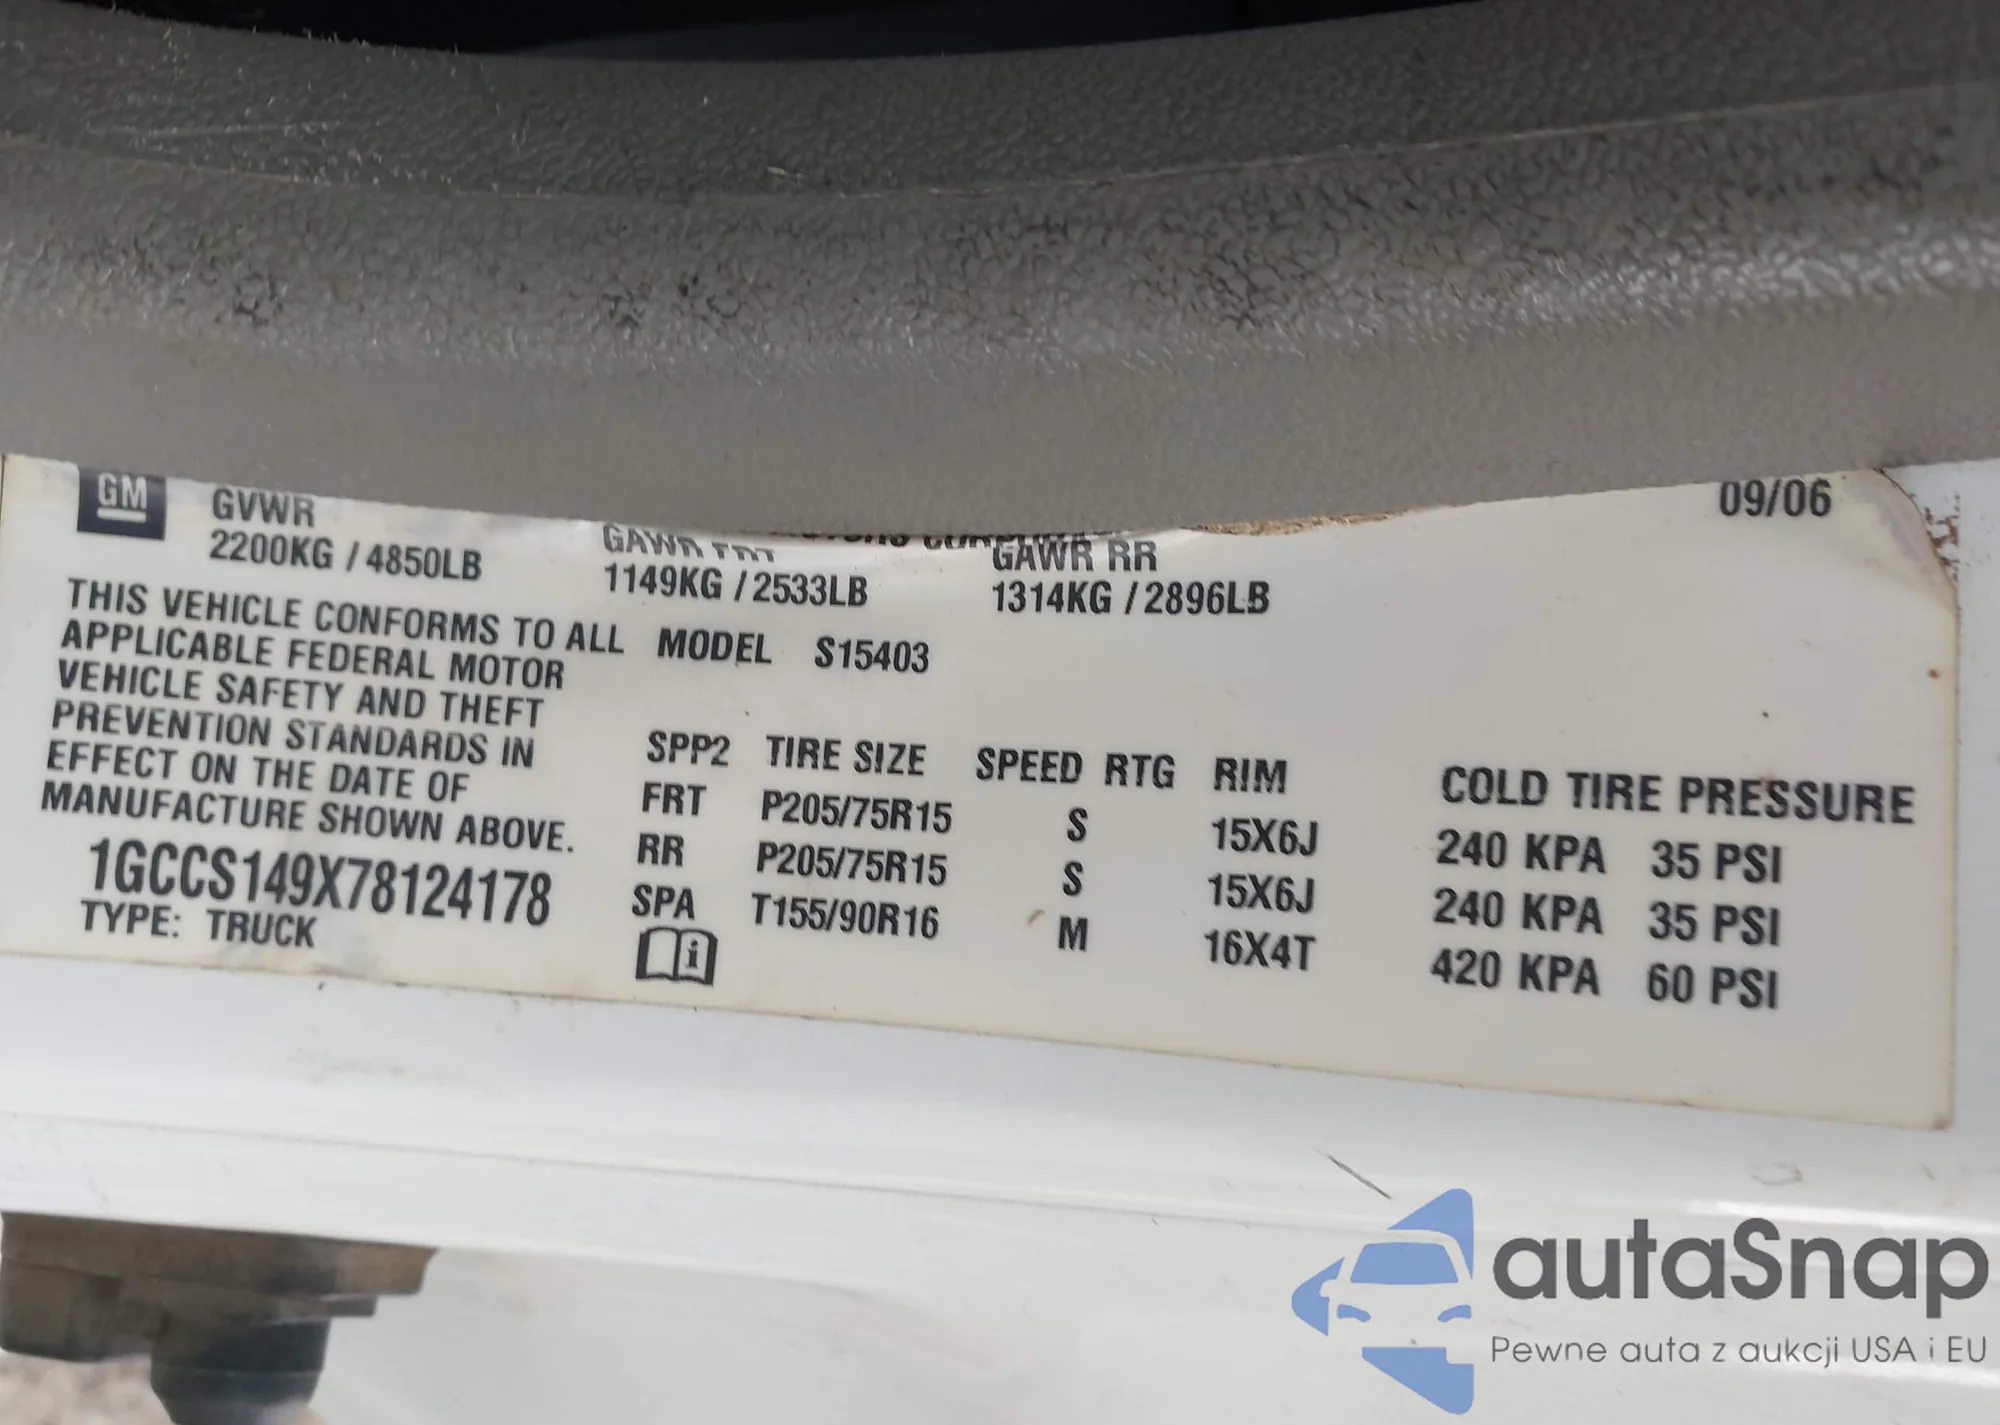 GM
09/06
GVWR GAWR FRT GAWR RR
2200KG / 4850LB 1149KG / 2533LB 1314KG / 2896LB
THIS VEHICLE CONFORMS TO ALL
APPLICABLE FEDERAL MOTOR
VEHICLE SAFETY AND THEFT
PREVENTION STANDARDS IN
EFFECT ON THE DATE OF
MANUFACTURE SHOWN ABOVE.
1GCCS149X78124178
TYPE: TRUCK
MODEL S15403
SPP2 TIRE SIZE SPEED RTG RIM COLD TIRE PRESSURE
FRT P205/75R15 S 15X6J 240 KPA 35 PSI
RR P205/75R15 S 15X6J 240 KPA 35 PSI
SPA T155/90R16 M 16X4T 420 KPA 60 PSI
i
autaSnap
Pewne auta z aukcji USA i EU